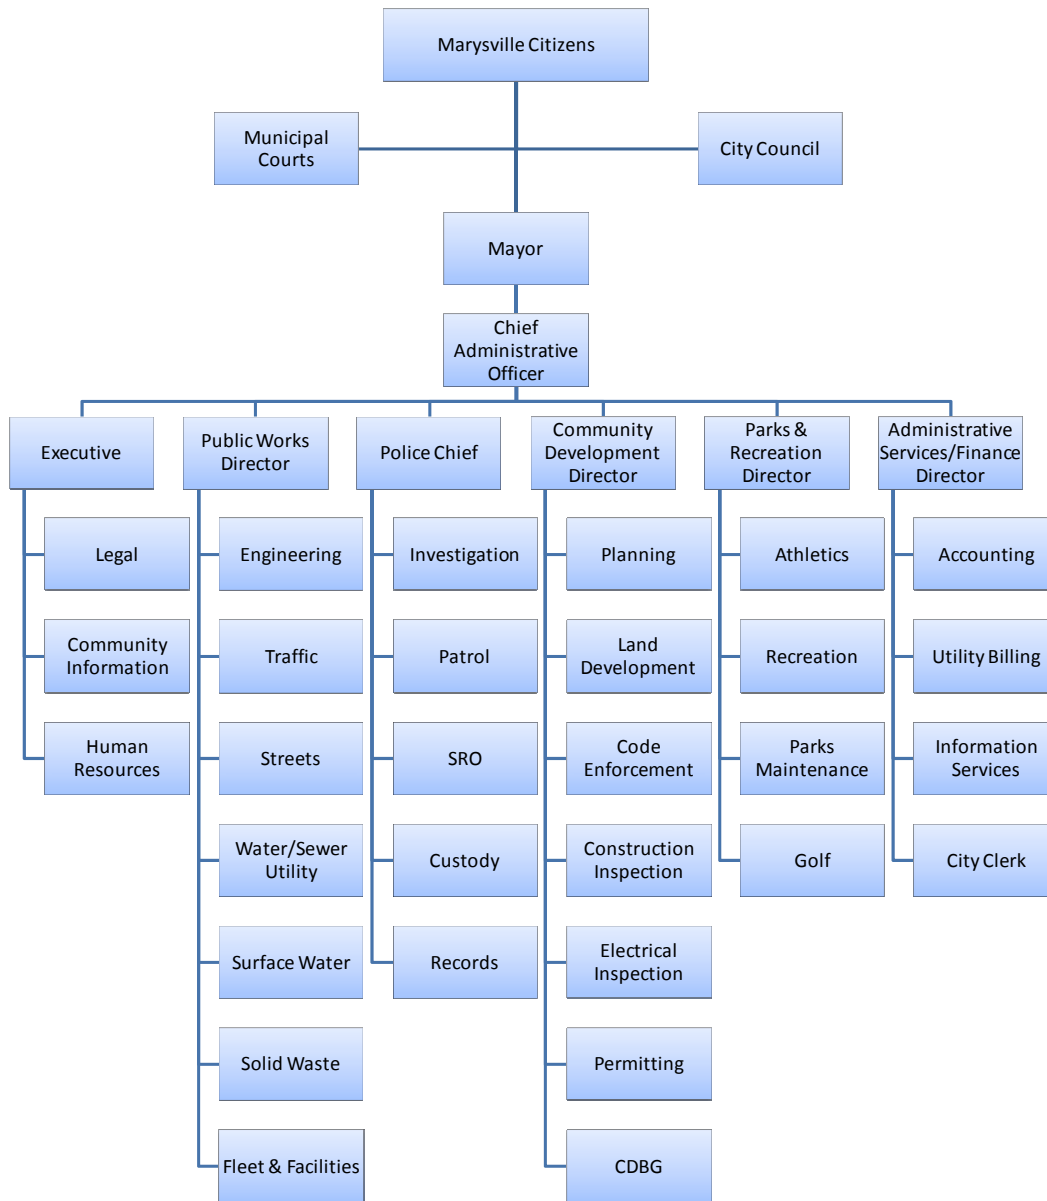 Marysville Citizens
Municipal
Courts
City Council
Mayor
Chief
Administrative
Officer
Executive
Public Works
Director
Police Chief
Community
Development
Director
Parks &
Recreation
Director
Administrative
Services/Finance
Director
Legal
Community
Information
Human
Resources
Engineering
Traffic
Streets
Water/Sewer
Utility
Surface Water
Solid Waste
Fleet & Facilities
Investigation
Patrol
SRO
Custody
Records
Planning
Land
Development
Code
Enforcement
Construction
Inspection
Electrical
Inspection
Permitting
CDBG
Athletics
Recreation
Parks
Maintenance
Golf
Accounting
Utility Billing
Information
Services
City Clerk